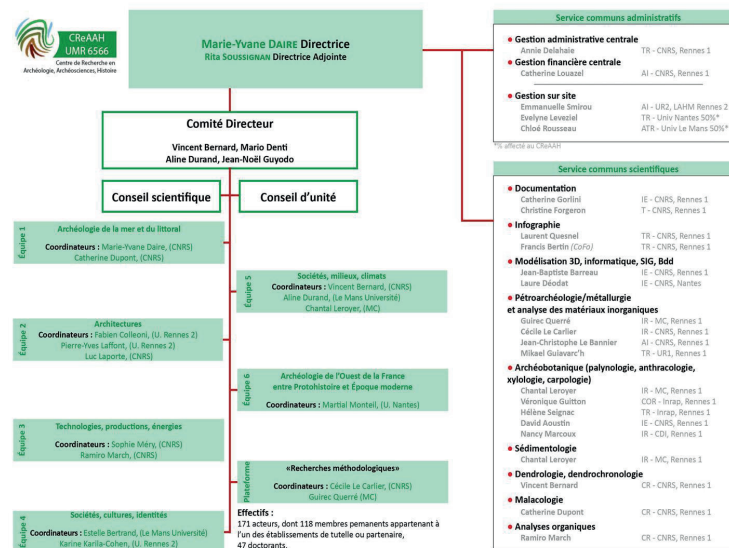 CReAAH
UMR 6566
Centre de Recherche en
Archéologie, Archéosciences, Histoire
Marie-Yvane DAIRE Directrice
Rita SOUSSIGNAN Directrice Adjointe
Comité Directeur
Vincent Bernard, Mario Denti
Aline Durand, Jean-Noël Guyodo
Conseil scientifique
Conseil d'unité
Équipe 1
Archéologie de la mer et du littoral
Coordinateurs : Marie-Yvane Daire, (CNRS)
Catherine Dupont, (CNRS)
Équipe 5
Sociétés, milieux, climats
Coordinateurs : Vincent Bernard, (CNRS)
Aline Durand, (Le Mans Université)
Chantal Leroyer, (MC)
Équipe 2
Architectures
Coordinateurs : Fabien Colleoni, (U. Rennes 2)
Pierre-Yves Laffont, (U. Rennes 2)
Luc Laporte, (CNRS)
Équipe 6
Archéologie de l'Ouest de la France
entre Protohistoire et Époque moderne
Coordinateurs : Martial Monteil, (U. Nantes)
Équipe 3
Technologies, productions, énergies
Coordinateurs : Sophie Méry, (CNRS)
Ramiro March, (CNRS)
Plateforme
«Recherches méthodologiques»
Coordinateurs : Cécile Le Carlier, (CNRS)
Guirec Querré (MC)
Équipe 4
Sociétés, cultures, identités
Coordinateurs : Estelle Bertrand, (Le Mans Université)
Karine Karila-Cohen, (U. Rennes 2)
Effectifs :
171 acteurs, dont 118 membres pemanents appartenant à
l'un des établissements de tutelle ou partenaire,
47 doctorants.
Service communs administratifs
• Gestion administrative centrale
Annie Delahaie TR - CNRS, Rennes 1
• Gestion financière centrale
Catherine Louazel AI - CNRS, Rennes 1
• Gestion sur site
Emmanuelle Smirou AI - UR2, LAHM Rennes 2
Evelyne Leveziel TR - Univ Nantes 50%*
Chloé Rousseau ATR - Univ Le Mans 50%*
*% affecté au CReAAH
Service communs scientifiques
• Documentation
Catherine Gorlini IE - CNRS, Rennes 1
Christine Forgeron T - CNRS, Rennes 1
• Infographie
Laurent Quesnel TR - CNRS, Rennes 1
Francis Bertin (CoFo) TR - CNRS, Rennes 1
• Modélisation 3D, informatique, SIG, Bdd
Jean-Baptiste Barreau IE - CNRS, Rennes 1
Laure Déodat IE - CNRS, Nantes
• Pétroarchéologie/métallurgie
et analyse des matériaux inorganiques
Guirec Querré IR - MC, Rennes 1
Cécile Le Carlier IR - CNRS, Rennes 1
Jean-Christophe Le Bannier AI - CNRS, Rennes 1
Mikael Guiavarc'h TR - UR1, Rennes 1
• Archéobotanique (palynologie, anthracologie,
xylologie, carpologie)
Chantal Leroyer IR - MC, Rennes 1
Véronique Guitton COR - Inrap, Rennes 1
Hélène Seignac TR - Inrap, Rennes 1
David Aoustin IE - CNRS, Rennes 1
Nancy Marcoux IR - CDI, Rennes 1
• Sédimentologie
Chantal Leroyer IR - MC, Rennes 1
• Dendrologie, dendrochronologie
Vincent Bernard CR - CNRS, Rennes 1
• Malacologie
Catherine Dupont CR - CNRS, Rennes 1
• Analyses organiques
Ramiro March CR - CNRS, Rennes 1